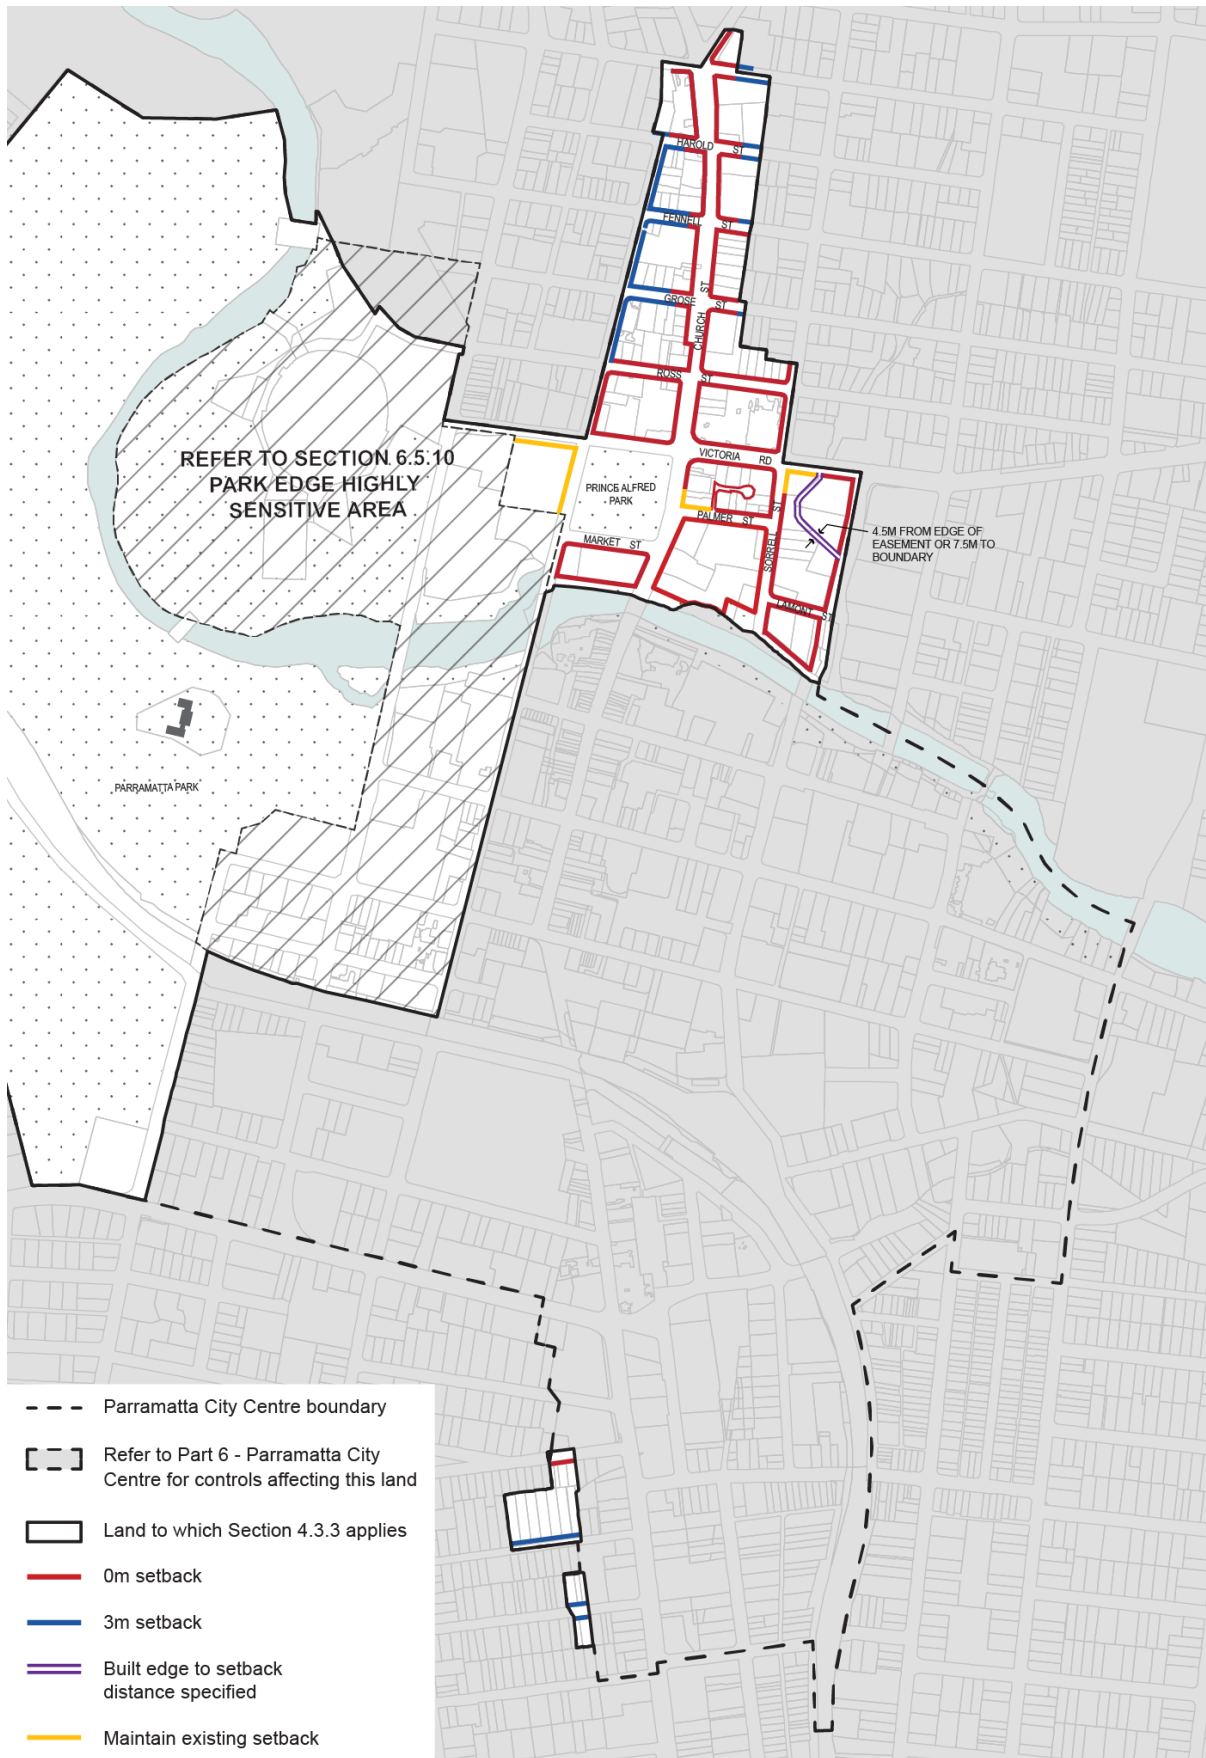 HAROLD ST
FENNELL ST
GROSE ST
CHURCH ST
ROSS ST
REFER TO SECTION 6.5.10
PARK EDGE HIGHLY
SENSITIVE AREA
VICTORIA RD
PRINCE ALFRED
PARK
PALMER ST
SORRELL ST
4.5M FROM EDGE OF
EASEMENT OR 7.5M TO
BOUNDARY
MARKET ST
LAMONT ST
PARRAMATTA PARK
Parramatta City Centre boundary
Refer to Part 6 - Parramatta City
Centre for controls affecting this land
Land to which Section 4.3.3 applies
0m setback
3m setback
Built edge to setback
distance specified
Maintain existing setback